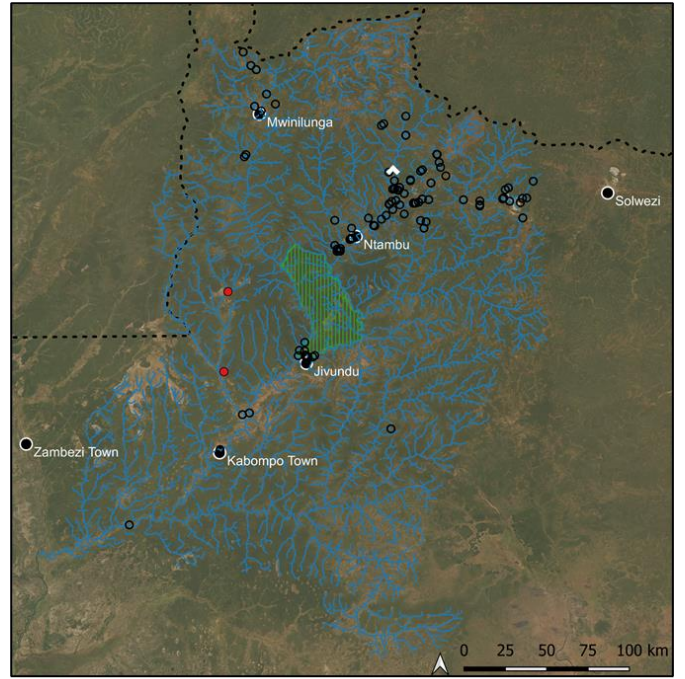 Mwinilunga
Solwezi
Ntambu
Jivundu
Zambezi Town
Kabompo Town
0 25 50 75 100 km